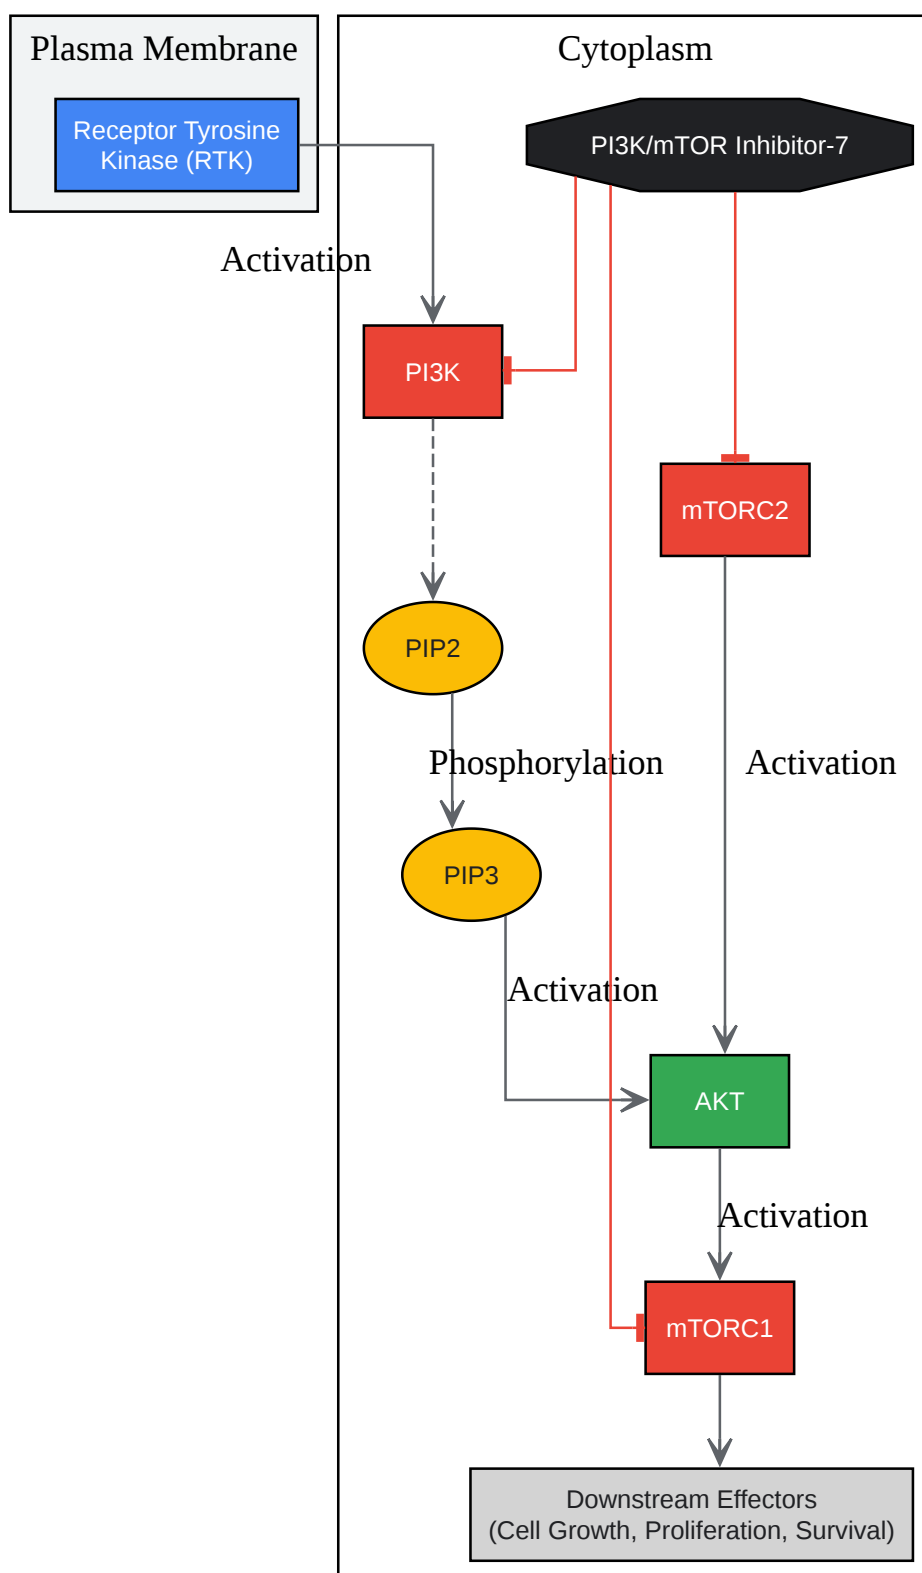 Plasma Membrane
Cytoplasm
Receptor Tyrosine
Kinase (RTK)
PI3K/mTOR Inhibitor-7
Activation
PI3K
mTORC2
PIP2
Phosphorylation
Activation
PIP3
Activation
AKT
Activation
mTORC1
Downstream Effectors
(Cell Growth, Proliferation, Survival)